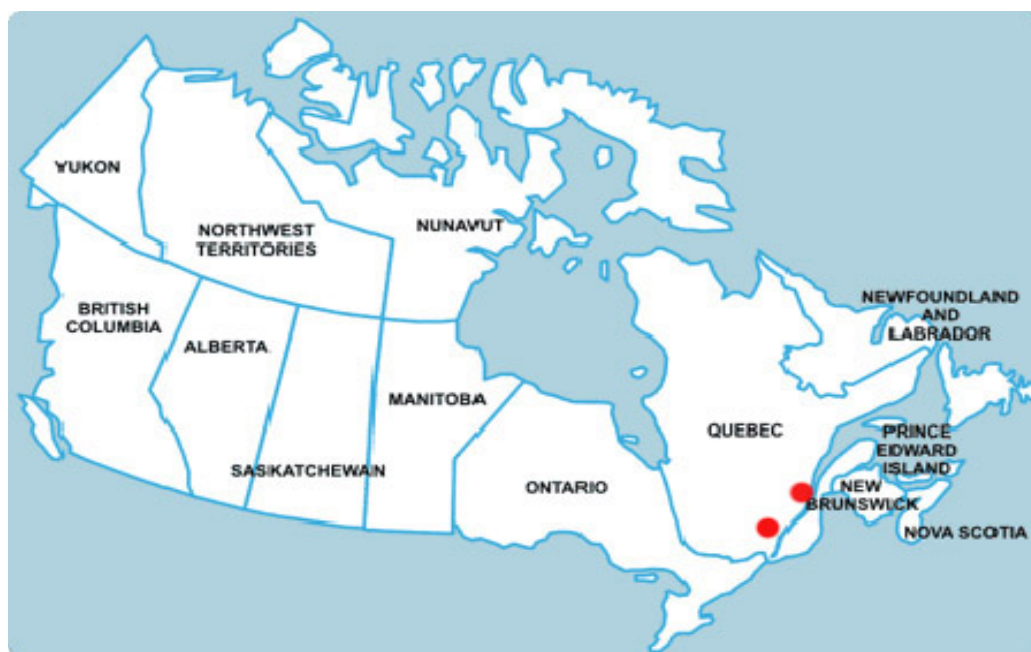 YUKON
NORTHWEST
TERRITORIES
NUNAVUT
BRITISH
COLUMBIA
ALBERTA
SASKATCHEWAN
MANITOBA
ONTARIO
QUEBEC
NEWFOUNDLAND
AND
LABRADOR
PRINCE
EDWARD
ISLAND
NEW
BRUNSWICK
NOVA SCOTIA